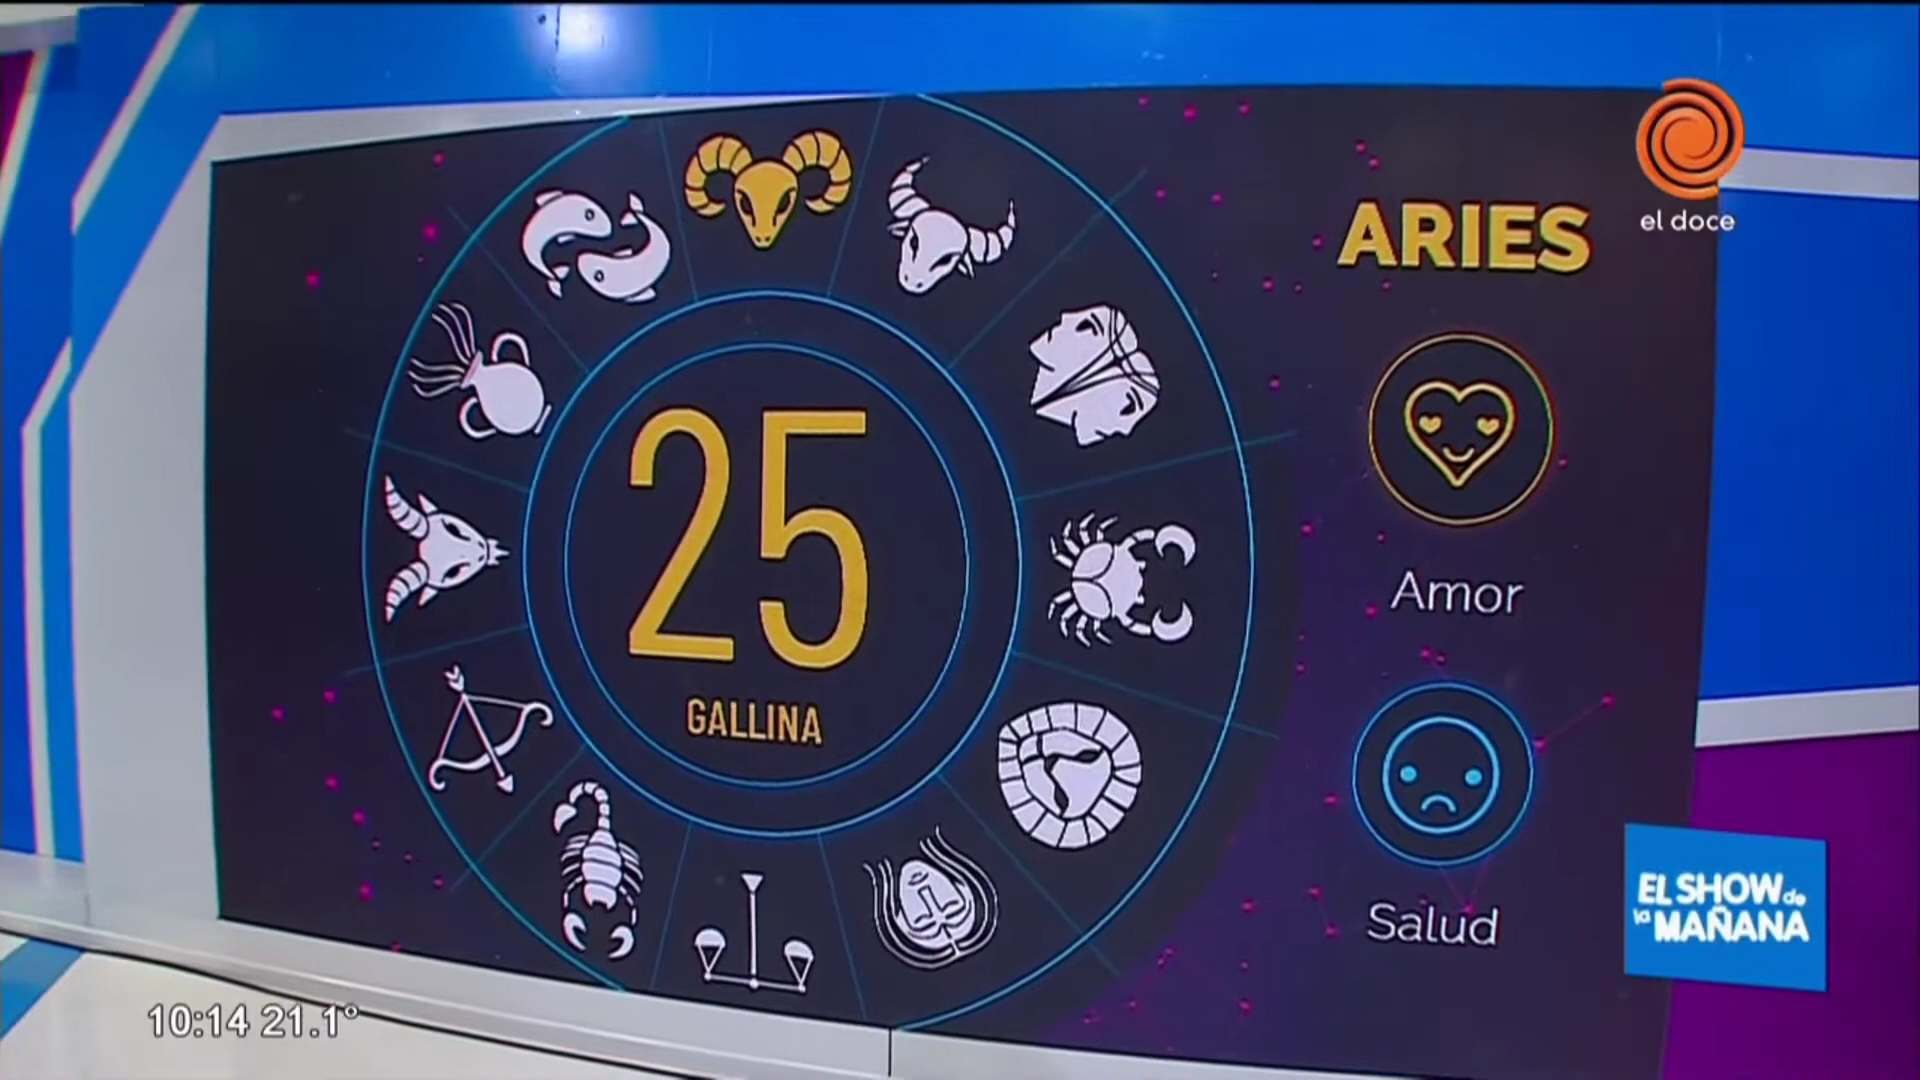 ARIES
el doce
25
GALLINA
Amor
Salud
EL SHOW de
la MAÑANA
10:14 21.1°